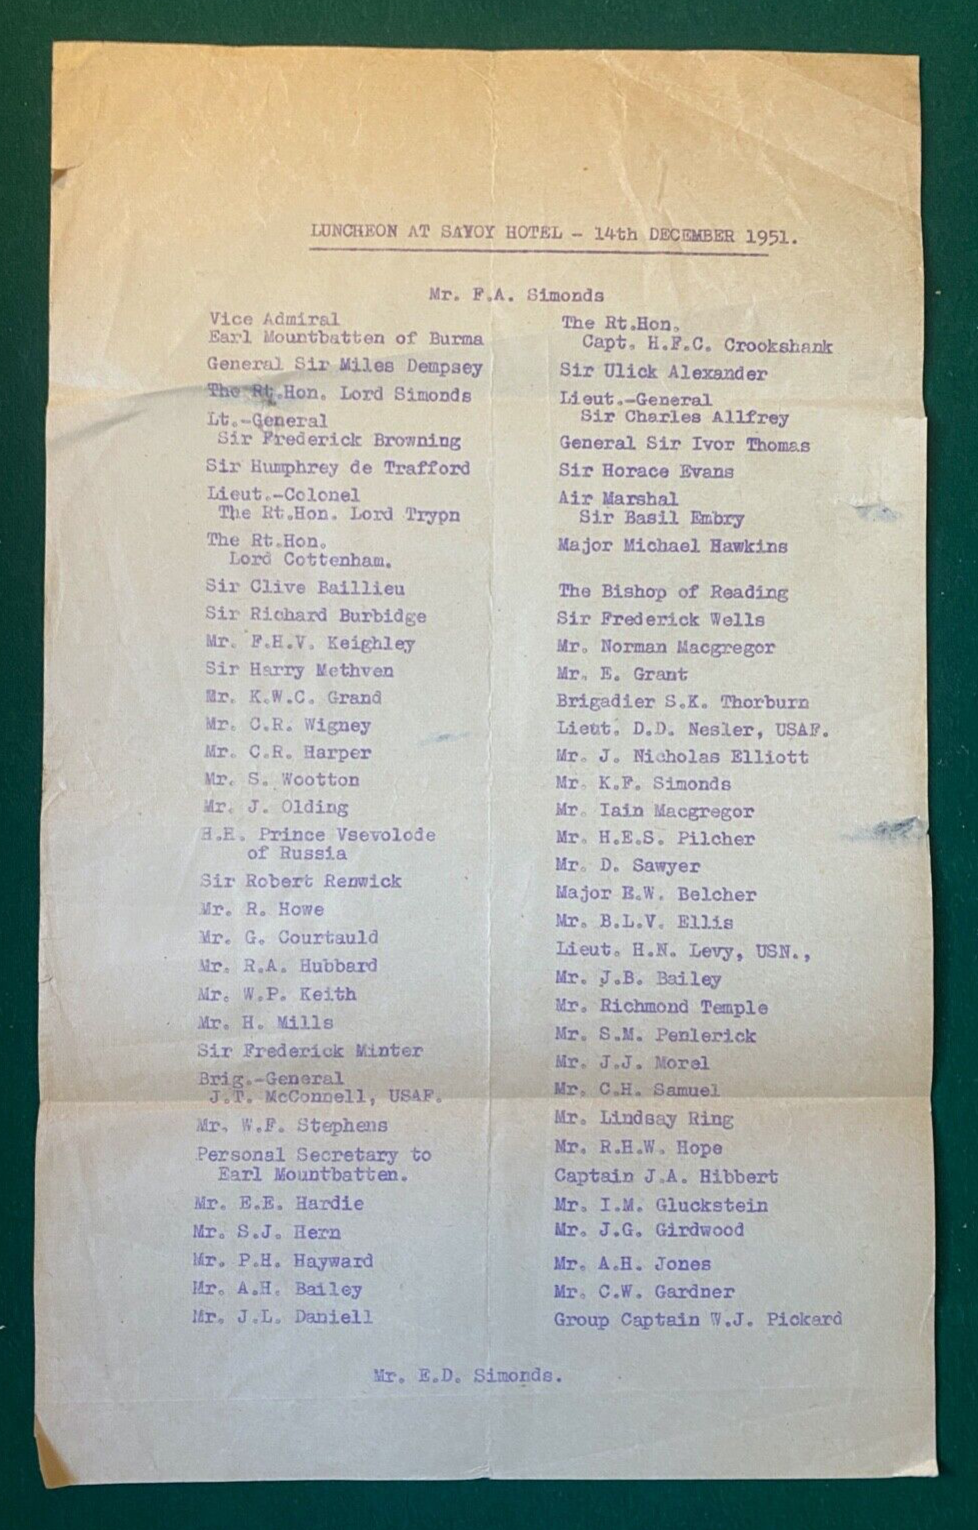 LUNCHEON AT SAVOY HOTEL - 14th DECEMBER 1951.
Mr. F.A. Simonds
Vice Admiral
Earl Mountbatten of Burma
General Sir Miles Dempsey
The Rt.Hon. Lord Simonds
Lt.-General
Sir Frederick Browning
Sir Humphrey de Trafford
Lieut.-Colonel
The Rt.Hon. Lord Trypn
The Rt.Hon.
Lord Cottenham.
Sir Clive Baillieu
Sir Richard Burbidge
Mr. F.H.V. Keighley
Sir Harry Methven
Mr. K.W.C. Grand
Mr. C.R. Wigney
Mr. C.R. Harper
Mr. S. Wootton
Mr. J. Olding
H.H. Prince Vsevolode
of Russia
Sir Robert Renwick
Mr. R. Howe
Mr. G. Courtauld
Mr. R.A. Hubbard
Mr. W.P. Keith
Mr. H. Mills
Sir Frederick Minter
Brig.-General
J.T. McConnell, USAF.
Mr. W.F. Stephens
Personal Secretary to
Earl Mountbatten.
Mr. E.E. Hardie
Mr. S.J. Hern
Mr. P.H. Hayward
Mr. A.H. Bailey
Mr. J.L. Daniell
The Rt.Hon.
Capt. H.F.C. Crookshank
Sir Ulick Alexander
Lieut.-General
Sir Charles Allfrey
General Sir Ivor Thomas
Sir Horace Evans
Air Marshal
Sir Basil Embry
Major Michael Hawkins
The Bishop of Reading
Sir Frederick Wells
Mr. Norman Macgregor
Mr. E. Grant
Brigadier S.K. Thorburn
Lieut. D.D. Nesler, USAF.
Mr. J. Nicholas Elliott
Mr. K.F. Simonds
Mr. Iain Macgregor
Mr. H.E.S. Pilcher
Mr. D. Sawyer
Major E.W. Belcher
Mr. B.L.V. Ellis
Lieut. H.N. Levy, USN.,
Mr. J.B. Bailey
Mr. Richmond Temple
Mr. S.M. Penlerick
Mr. J.J. Morel
Mr. C.H. Samuel
Mr. Lindsay Ring
Mr. R.H.W. Hope
Captain J.A. Hibbert
Mr. I.M. Gluckstein
Mr. J.G. Girdwood
Mr. A.H. Jones
Mr. C.W. Gardner
Group Captain W.J. Pickard
Mr. E.D. Simonds.